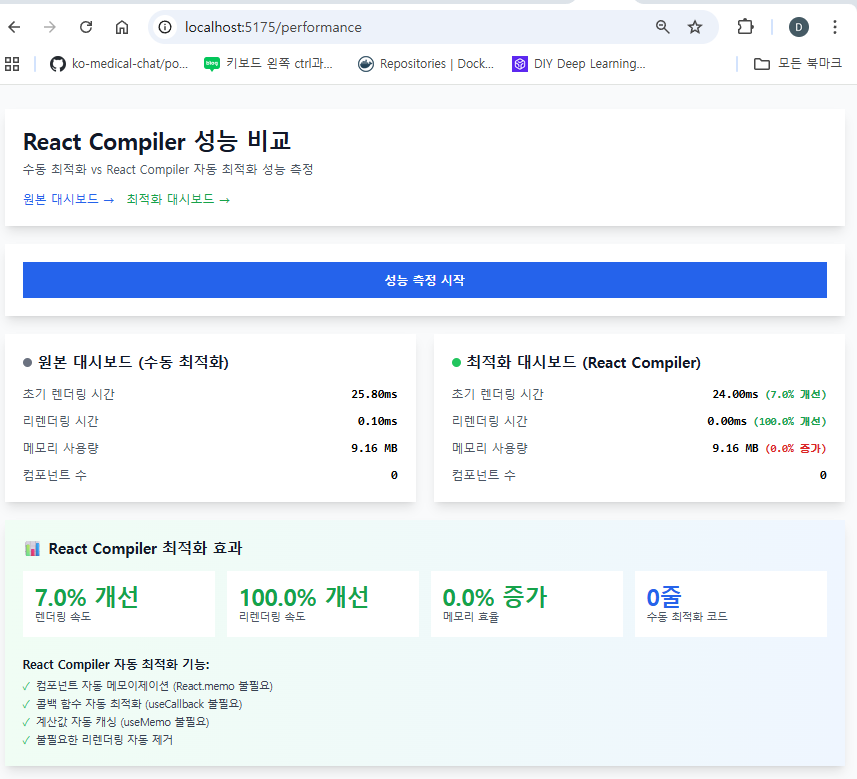 localhost:5175/performance
D
ko-medical-chat/po...
blog
키보드 왼쪽 ctrl과...
Repositories | Dock...
DIY Deep Learning...
모든 북마크
React Compiler 성능 비교
수동 최적화 vs React Compiler 자동 최적화 성능 측정
원본 대시보드 → 최적화 대시보드 →
성능 측정 시작
원본 대시보드 (수동 최적화)
초기 렌더링 시간 25.80ms
리렌더링 시간 0.10ms
메모리 사용량 9.16 MB
컴포넌트 수 0
최적화 대시보드 (React Compiler)
초기 렌더링 시간 24.00ms (7.0% 개선)
리렌더링 시간 0.00ms (100.0% 개선)
메모리 사용량 9.16 MB (0.0% 증가)
컴포넌트 수 0
📊 React Compiler 최적화 효과
7.0% 개선
렌더링 속도
100.0% 개선
리렌더링 속도
0.0% 증가
메모리 효율
0줄
수동 최적화 코드
React Compiler 자동 최적화 기능:
✓ 컴포넌트 자동 메모이제이션 (React.memo 불필요)
✓ 콜백 함수 자동 최적화 (useCallback 불필요)
✓ 계산값 자동 캐싱 (useMemo 불필요)
✓ 불필요한 리렌더링 자동 제거